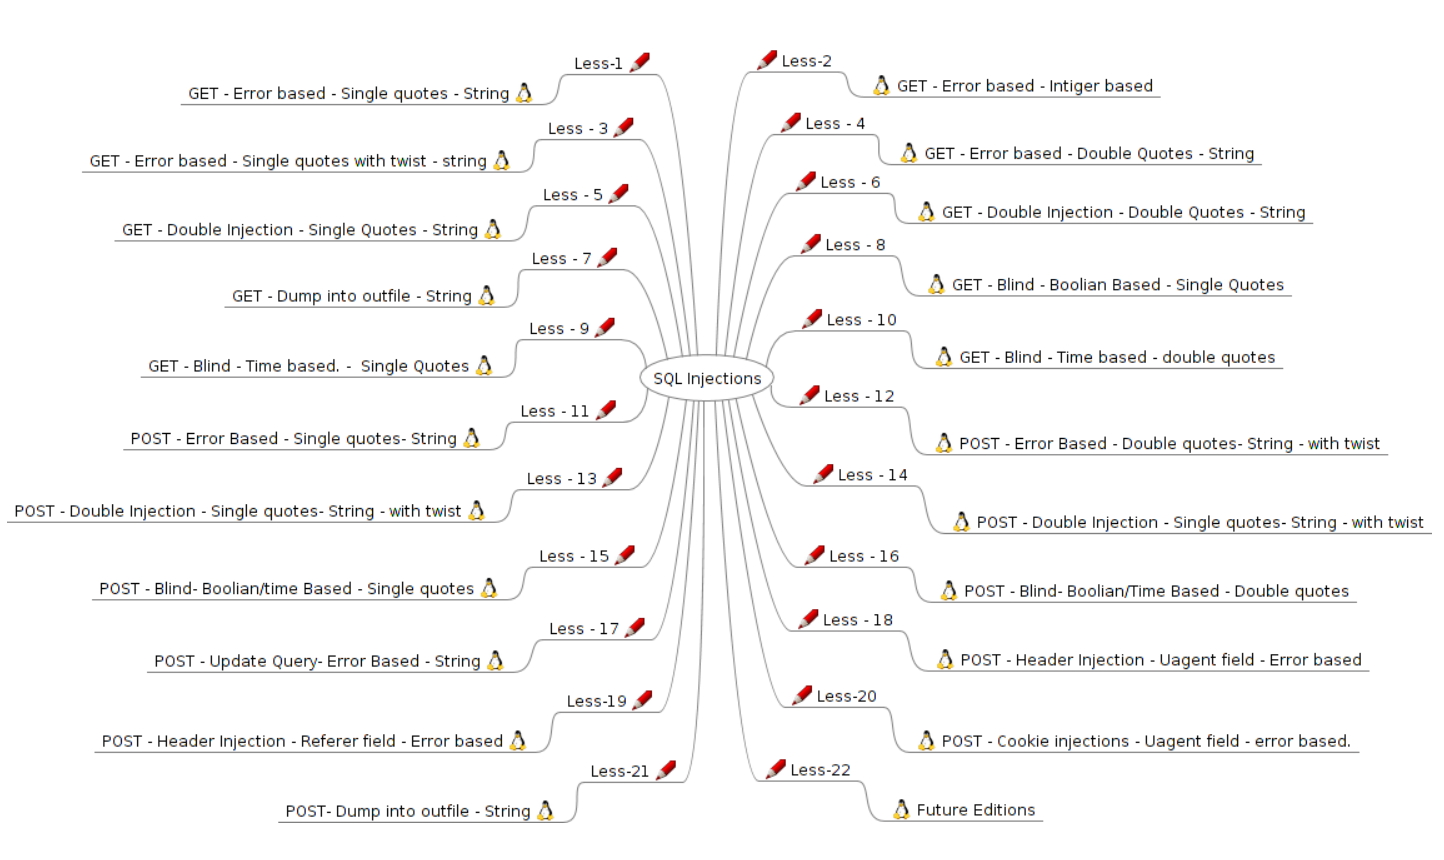 Less-1
GET - Error based - Single quotes - String
Less - 3
GET - Error based - Single quotes with twist - string
Less - 5
GET - Double Injection - Single Quotes - String
Less - 7
GET - Dump into outfile - String
Less - 9
GET - Blind - Time based. -  Single Quotes
Less - 11
POST - Error Based - Single quotes- String
Less - 13
POST - Double Injection - Single quotes- String - with twist
Less - 15
POST - Blind- Boolian/time Based - Single quotes
Less - 17
POST - Update Query- Error Based - String
Less-19
POST - Header Injection - Referer field - Error based
Less-21
POST- Dump into outfile - String
SQL Injections
Less-2
GET - Error based - Intiger based
Less - 4
GET - Error based - Double Quotes - String
Less - 6
GET - Double Injection - Double Quotes - String
Less - 8
GET - Blind - Boolian Based - Single Quotes
Less - 10
GET - Blind - Time based - double quotes
Less - 12
POST - Error Based - Double quotes- String - with twist
Less - 14
POST - Double Injection - Single quotes- String - with twist
Less - 16
POST - Blind- Boolian/Time Based - Double quotes
Less - 18
POST - Header Injection - Uagent field - Error based
Less-20
POST - Cookie injections - Uagent field - error based.
Less-22
Future Editions